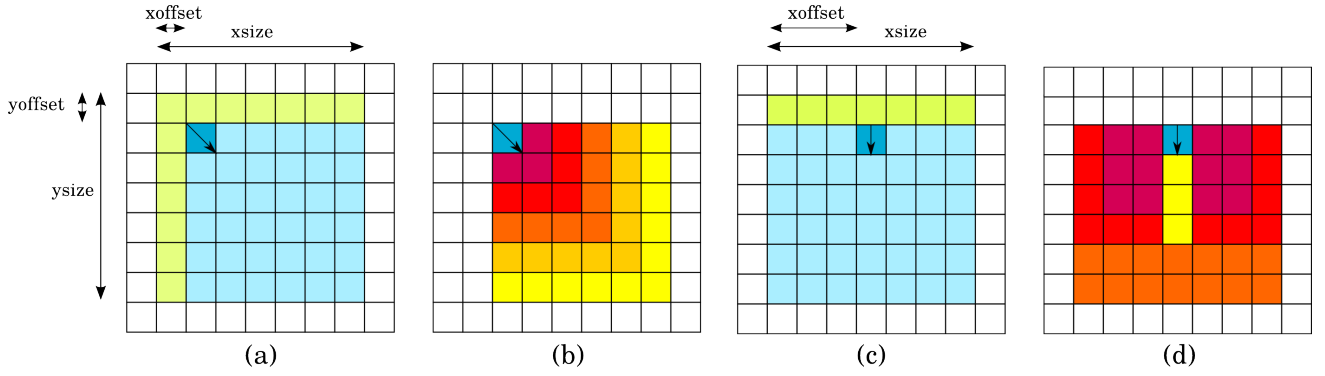 xoffset
xsize
yoffset
ysize
xoffset
xsize
(a)
(b)
(c)
(d)